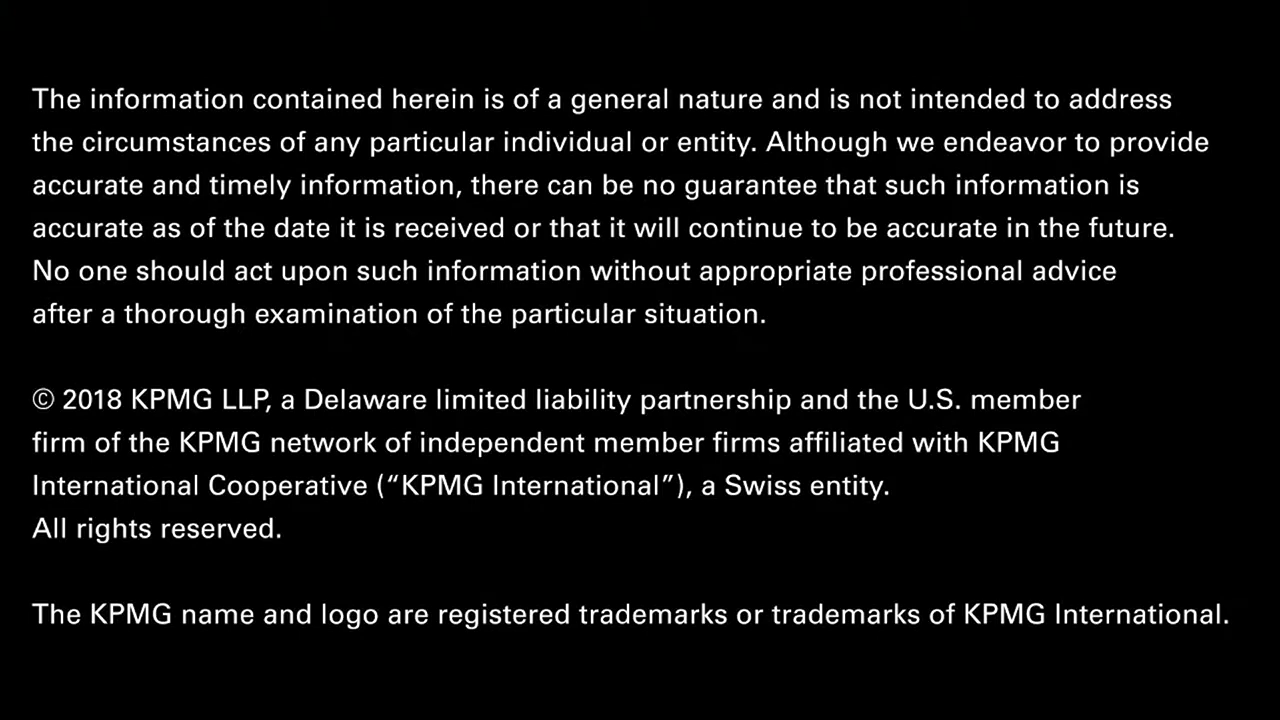 The information contained herein is of a general nature and is not intended to address
the circumstances of any particular individual or entity. Although we endeavor to provide
accurate and timely information, there can be no guarantee that such information is
accurate as of the date it is received or that it will continue to be accurate in the future.
No one should act upon such information without appropriate professional advice
after a thorough examination of the particular situation.
© 2018 KPMG LLP, a Delaware limited liability partnership and the U.S. member
firm of the KPMG network of independent member firms affiliated with KPMG
International Cooperative (“KPMG International”), a Swiss entity.
All rights reserved.
The KPMG name and logo are registered trademarks or trademarks of KPMG International.